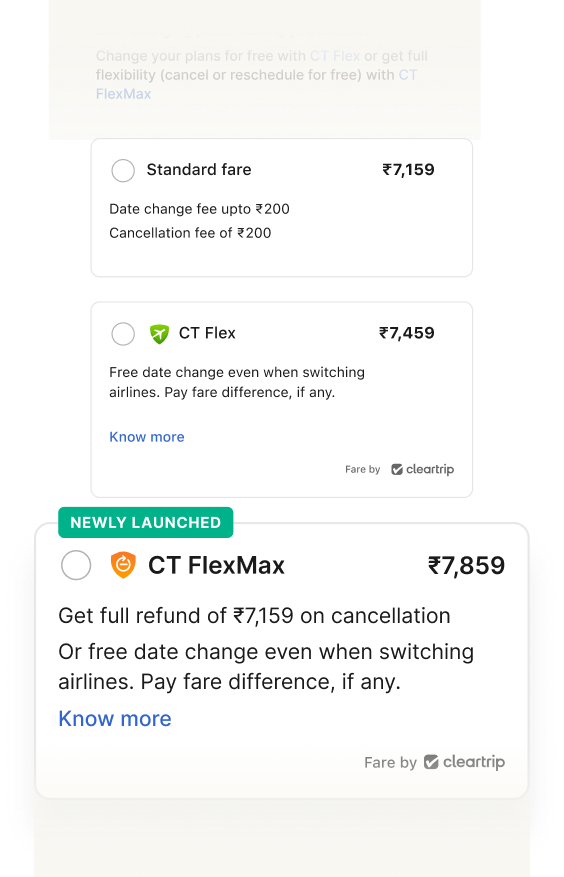 Change your plans for free with CT Flex or get full
flexibility (cancel or reschedule for free) with CT
FlexMax
Standard fare ₹7,159
Date change fee upto ₹200
Cancellation fee of ₹200
CT Flex ₹7,459
Free date change even when switching
airlines. Pay fare difference, if any.
Know more
Fare by cleartrip
NEWLY LAUNCHED
CT FlexMax ₹7,859
Get full refund of ₹7,159 on cancellation
Or free date change even when switching
airlines. Pay fare difference, if any.
Know more
Fare by cleartrip